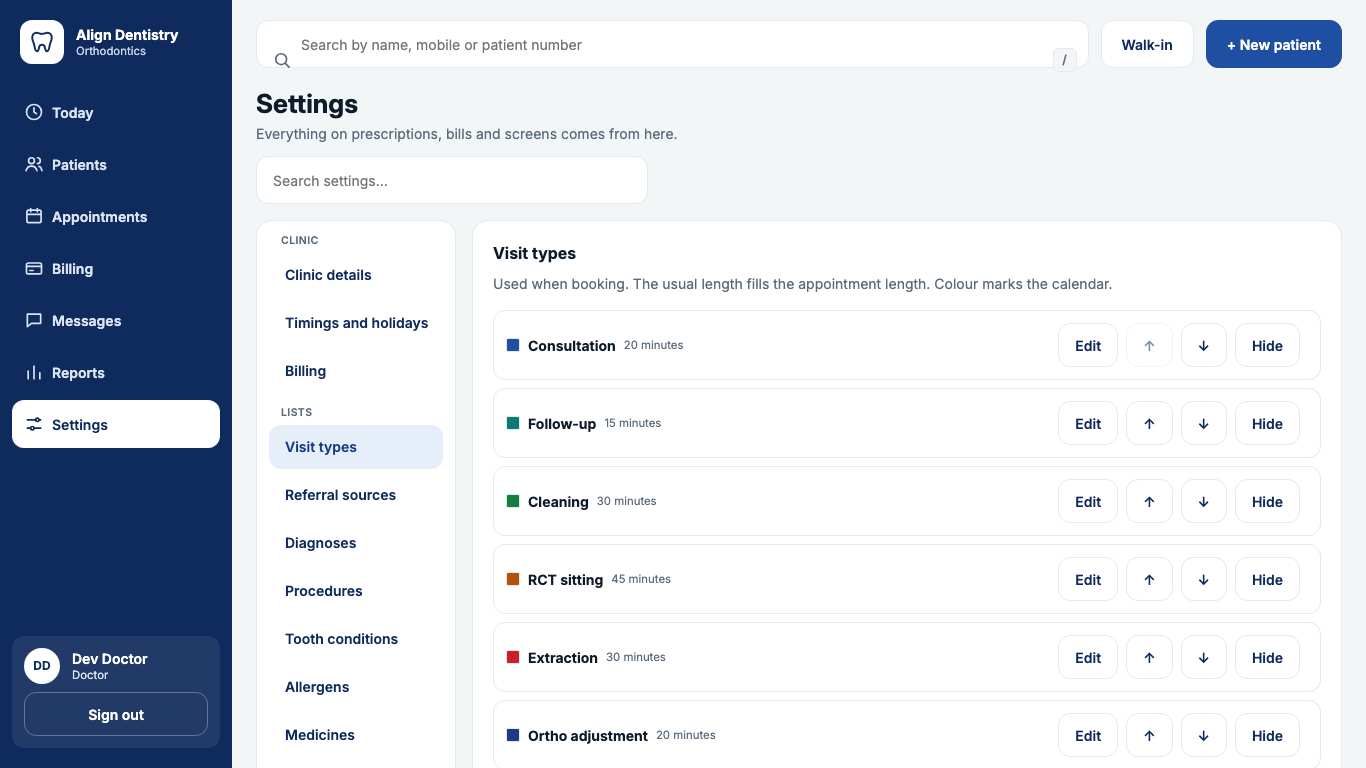 Align Dentistry
Orthodontics
Today
Patients
Appointments
Billing
Messages
Reports
Settings
DD
Dev Doctor
Doctor
Sign out
Search by name, mobile or patient number
/
Walk-in
+ New patient
Settings
Everything on prescriptions, bills and screens comes from here.
Search settings...
CLINIC
Clinic details
Timings and holidays
Billing
LISTS
Visit types
Referral sources
Diagnoses
Procedures
Tooth conditions
Allergens
Medicines
Visit types
Used when booking. The usual length fills the appointment length. Colour marks the calendar.
Consultation 20 minutes Edit ↑ ↓ Hide
Follow-up 15 minutes Edit ↑ ↓ Hide
Cleaning 30 minutes Edit ↑ ↓ Hide
RCT sitting 45 minutes Edit ↑ ↓ Hide
Extraction 30 minutes Edit ↑ ↓ Hide
Ortho adjustment 20 minutes Edit ↑ ↓ Hide